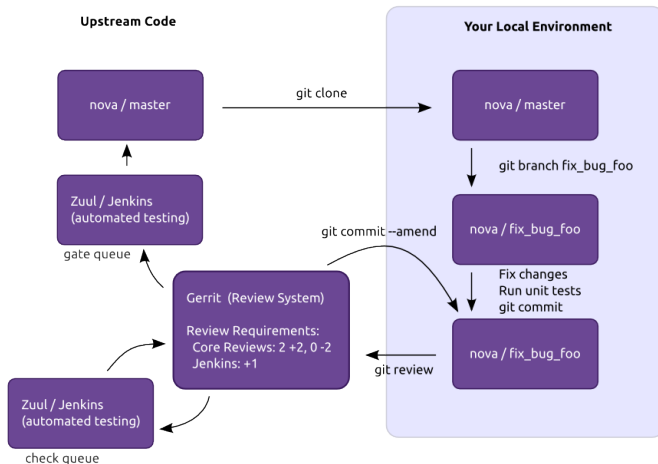 Upstream Code
Your Local Environment
nova / master
git clone
nova / master
git branch fix_bug_foo
Zuul / Jenkins
(automated testing)
gate queue
git commit --amend
nova / fix_bug_foo
Fix changes
Run unit tests
git commit
Gerrit  (Review System)
Review Requirements:
Core Reviews: 2 +2, 0 -2
Jenkins: +1
git review
nova / fix_bug_foo
Zuul / Jenkins
(automated testing)
check queue